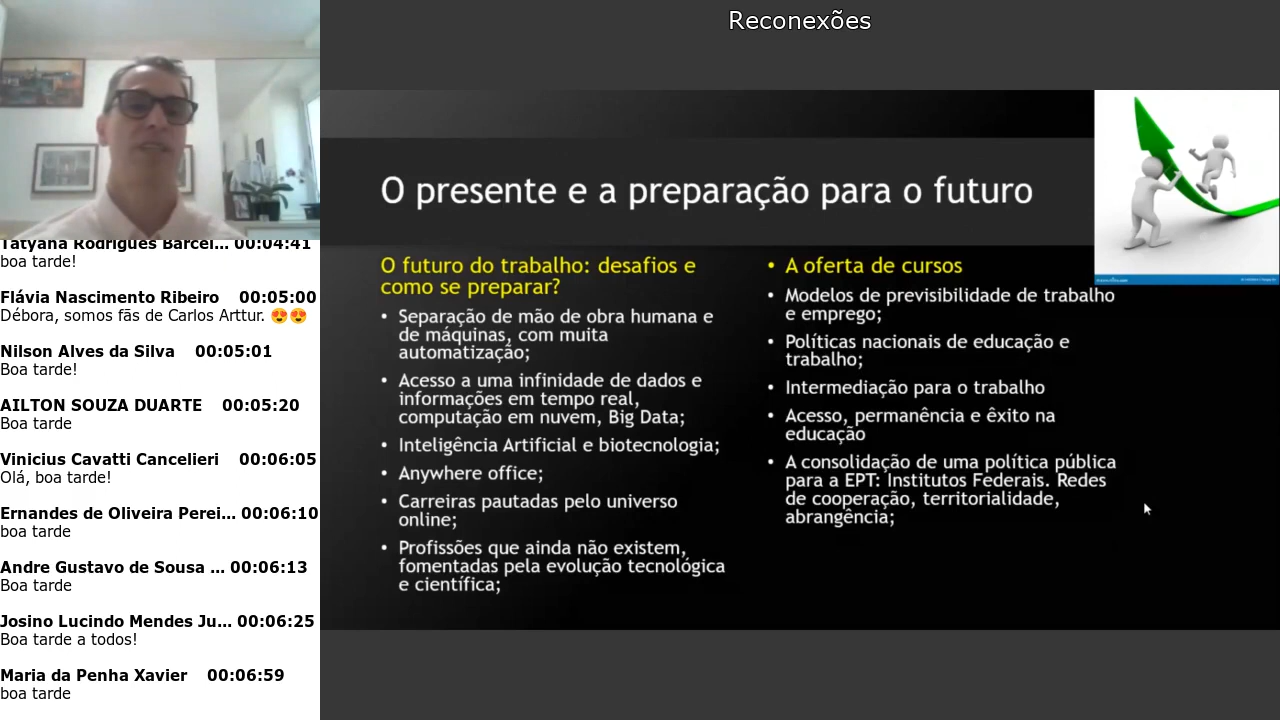 Reconexões
Tatyana Rodrigues Barcel... 00:04:41
boa tarde!
Flávia Nascimento Ribeiro 00:05:00
Débora, somos fãs de Carlos Arttur. 😍😍
Nilson Alves da Silva 00:05:01
Boa tarde!
AILTON SOUZA DUARTE 00:05:20
Boa tarde
Vinicius Cavatti Cancelieri 00:06:05
Olá, boa tarde!
Ernandes de Oliveira Perei... 00:06:10
boa tarde
Andre Gustavo de Sousa ... 00:06:13
Boa tarde
Josino Lucindo Mendes Ju... 00:06:25
Boa tarde a todos!
Maria da Penha Xavier 00:06:59
boa tarde
O presente e a preparação para o futuro
O futuro do trabalho: desafios e
como se preparar?
• Separação de mão de obra humana e
de máquinas, com muita
automatização;
• Acesso a uma infinidade de dados e
informações em tempo real,
computação em nuvem, Big Data;
• Inteligência Artificial e biotecnologia;
• Anywhere office;
• Carreiras pautadas pelo universo
online;
• Profissões que ainda não existem,
fomentadas pela evolução tecnológica
e científica;
• A oferta de cursos
• Modelos de previsibilidade de trabalho
e emprego;
• Políticas nacionais de educação e
trabalho;
• Intermediação para o trabalho
• Acesso, permanência e êxito na
educação
• A consolidação de uma política pública
para a EPT: Institutos Federais. Redes
de cooperação, territorialidade,
abrangência;